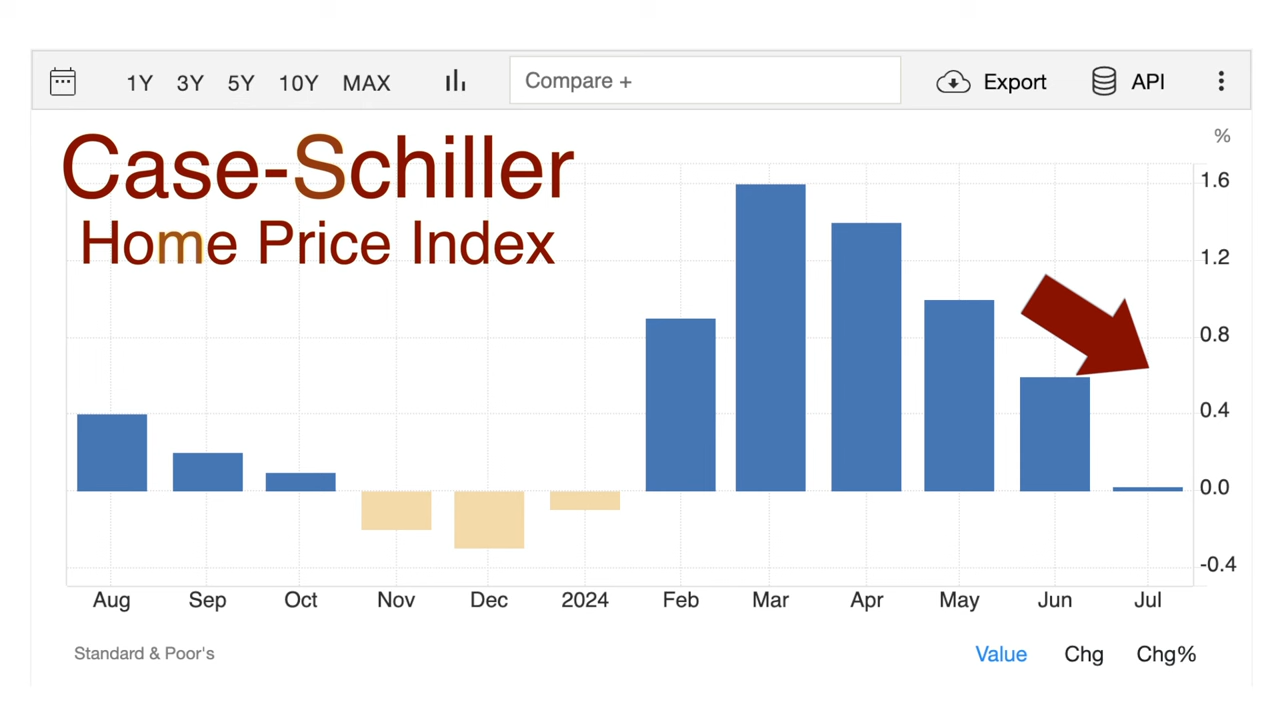 1Y 3Y 5Y 10Y MAX Compare + Export API
Case-Schiller
Home Price Index
%
1.6
1.2
0.8
0.4
0.0
-0.4
Aug Sep Oct Nov Dec 2024 Feb Mar Apr May Jun Jul
Standard & Poor's Value Chg Chg%